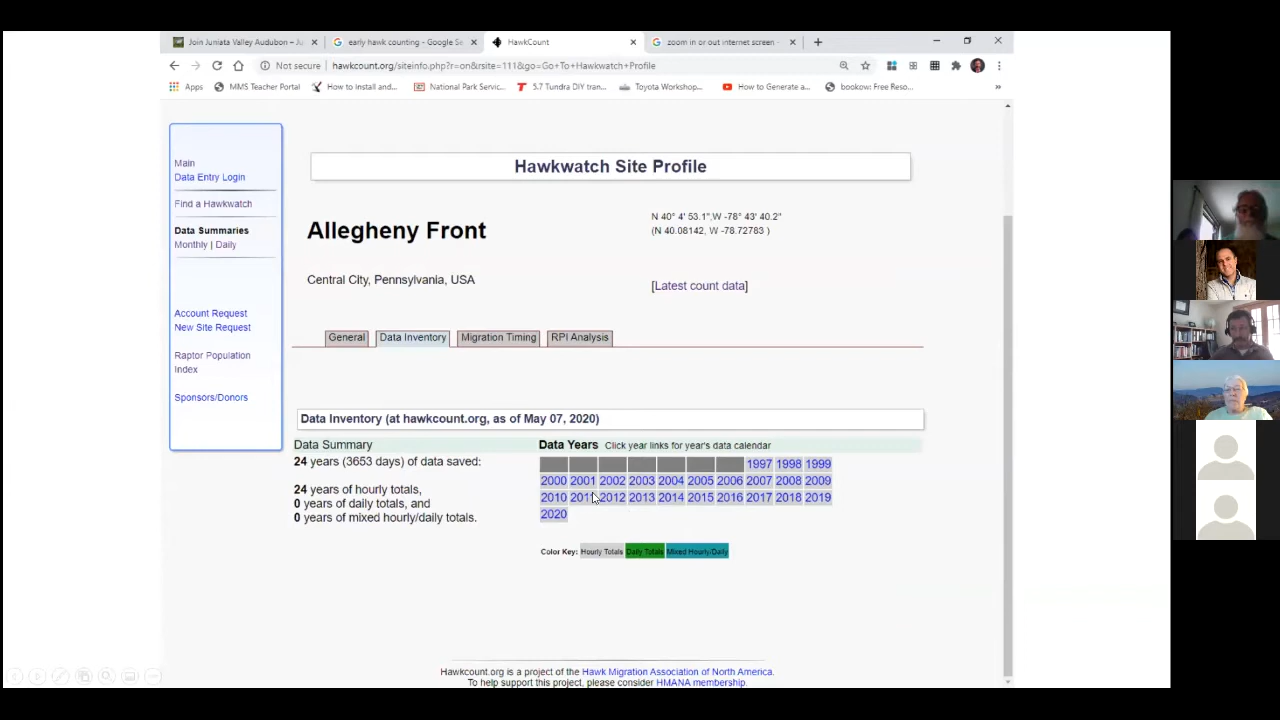 Join Juniata Valley Audubon – Ju
early hawk counting - Google Se
HawkCount
zoom in or out internet screen -
Not secure hawkcount.org/siteinfo.php?r=on&rsite=111&go=Go+To+Hawkwatch+Profile
Apps MMS Teacher Portal How to Install and... National Park Servic... 5.7 Tundra DIY tran... Toyota Workshop... How to Generate a... bookow: Free Reso... »
Main
Data Entry Login
Find a Hawkwatch
Data Summaries
Monthly | Daily
Account Request
New Site Request
Raptor Population
Index
Sponsors/Donors
Hawkwatch Site Profile
Allegheny Front
N 40° 4' 53.1",W -78° 43' 40.2"
(N 40.08142, W -78.72783 )
Central City, Pennsylvania, USA
[Latest count data]
General Data Inventory Migration Timing RPI Analysis
Data Inventory (at hawkcount.org, as of May 07, 2020)
Data Summary
24 years (3653 days) of data saved:
24 years of hourly totals,
0 years of daily totals, and
0 years of mixed hourly/daily totals.
Data Years Click year links for year's data calendar
1997 1998 1999
2000 2001 2002 2003 2004 2005 2006 2007 2008 2009
2010 2011 2012 2013 2014 2015 2016 2017 2018 2019
2020
Color Key: Hourly Totals Daily Totals Mixed Hourly/Daily
Hawkcount.org is a project of the Hawk Migration Association of North America.
To help support this project, please consider HMANA membership.